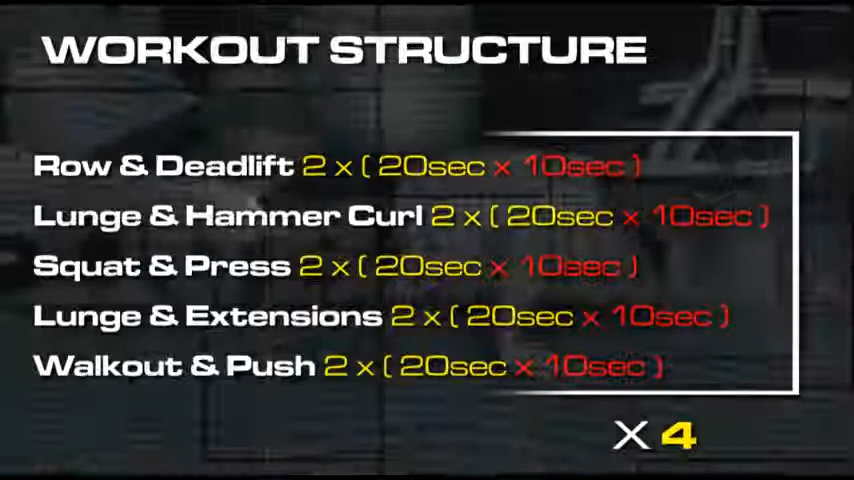 WORKOUT STRUCTURE
Row & Deadlift 2 x ( 20sec x 10sec )
Lunge & Hammer Curl 2 x ( 20sec x 10sec )
Squat & Press 2 x ( 20sec x 10sec )
Lunge & Extensions 2 x ( 20sec x 10sec )
Walkout & Push 2 x ( 20sec x 10sec )
X 4